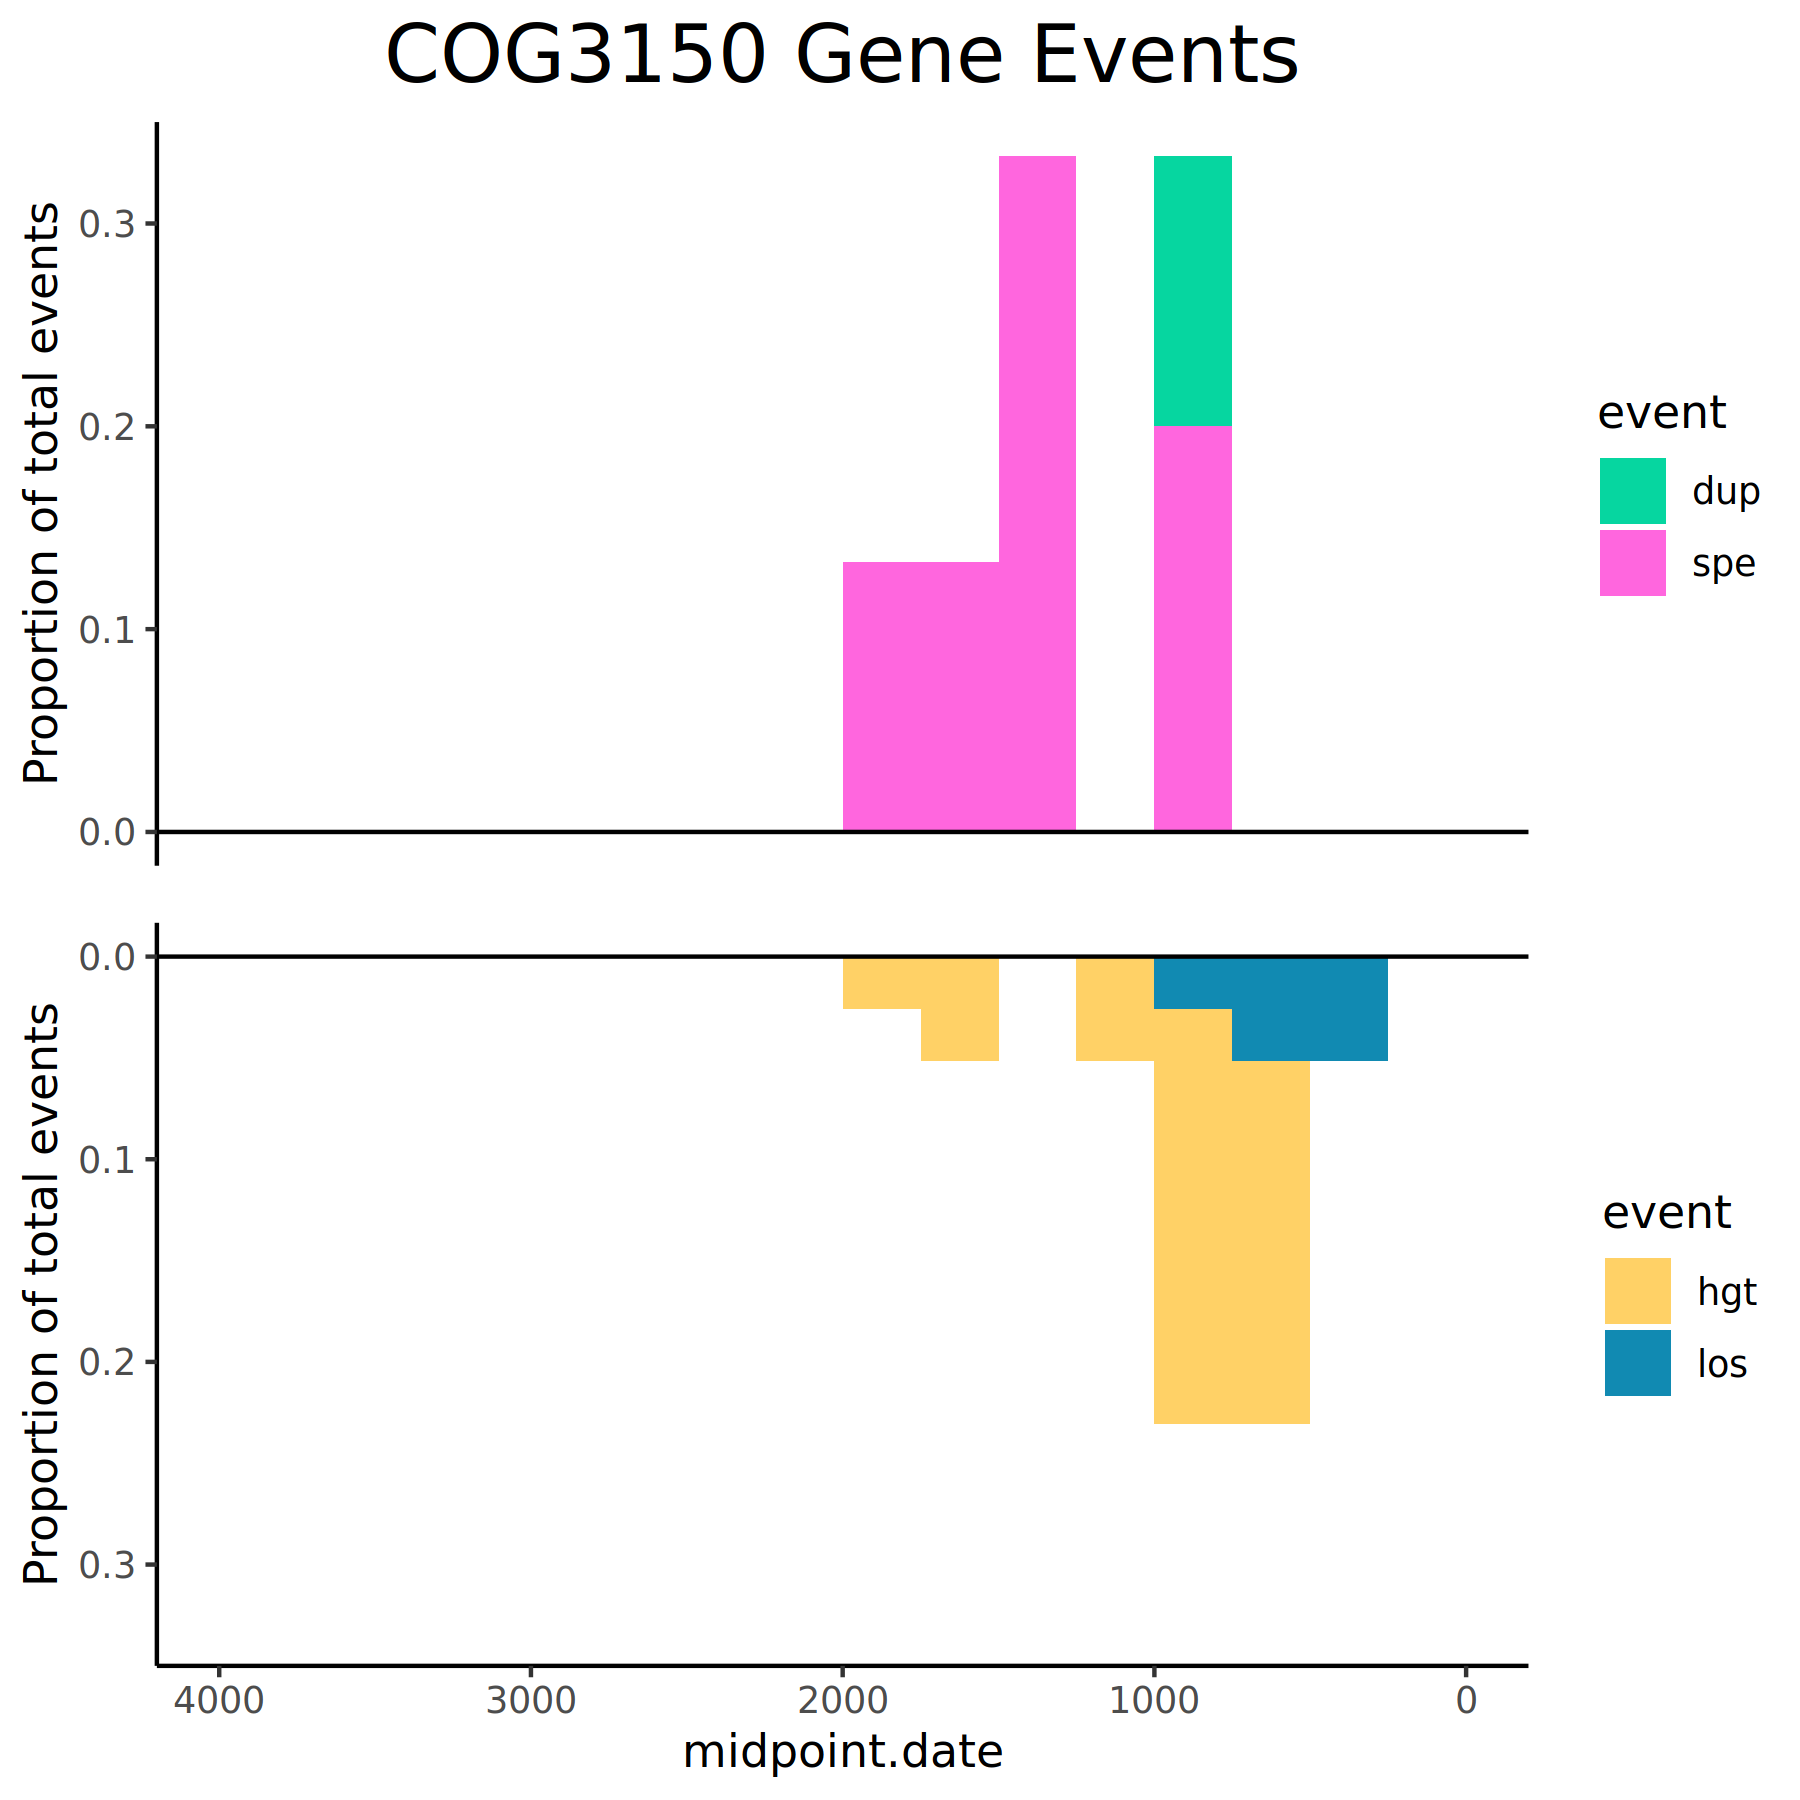 COG3150 Gene Events
Proportion of total events
0.3
0.2
0.1
0.0
event
dup
spe
Proportion of total events
0.0
0.1
0.2
0.3
event
hgt
los
4000 3000 2000 1000 0
midpoint.date